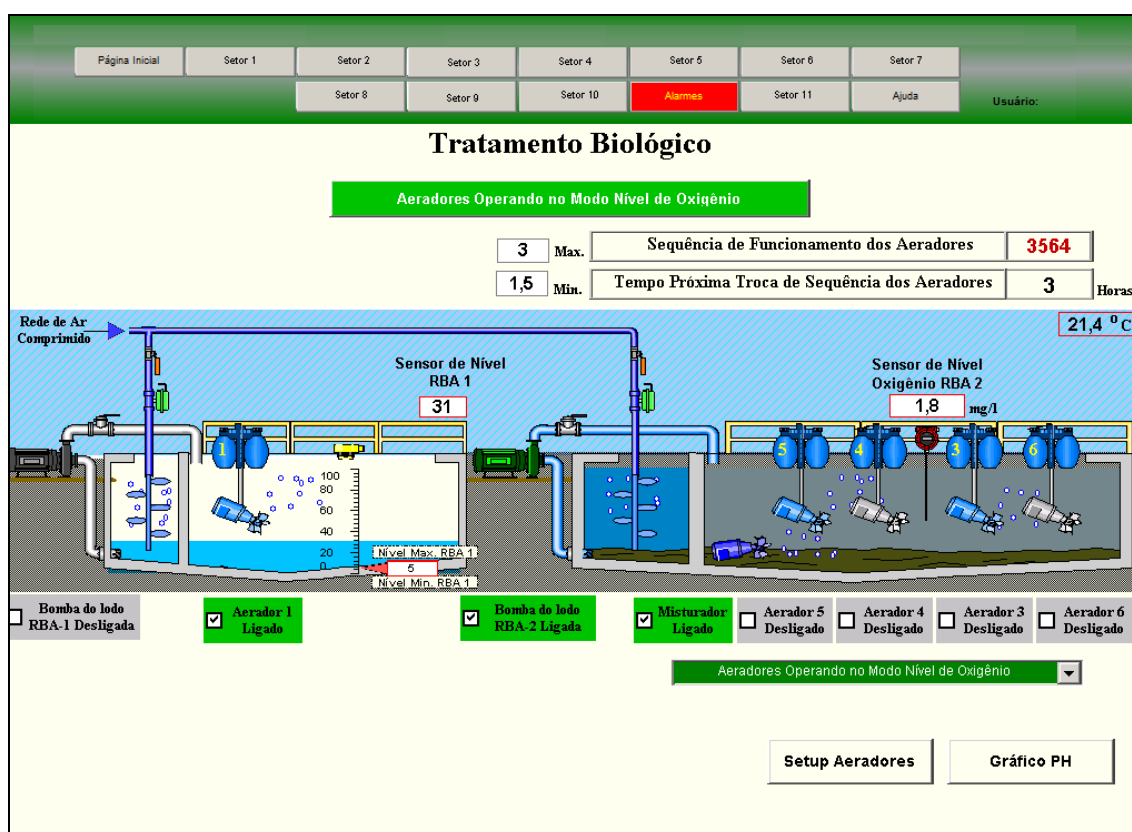 Página Inicial
Setor 1
Setor 2
Setor 3
Setor 4
Setor 5
Setor 6
Setor 7
Setor 8
Setor 9
Setor 10
Alarmes
Setor 11
Ajuda
Usuário:
Tratamento Biológico
Aeradores Operando no Modo Nível de Oxigênio
3 Max. Sequência de Funcionamento dos Aeradores 3564
1,5 Min. Tempo Próxima Troca de Sequência dos Aeradores 3 Horas
Rede de Ar
Comprimido
21,4 º C
Sensor de Nível
RBA 1
31
Sensor de Nível
Oxigênio RBA 2
1,8 mg/l
1
5
4
3
6
100
80
60
40
20
0
Nível Max. RBA 1
5
Nível Min. RBA 1
Bomba do lodo
RBA-1 Desligada
Aerador 1
Ligado
Bomba do lodo
RBA-2 Ligada
Misturador
Ligado
Aerador 5
Desligado
Aerador 4
Desligado
Aerador 3
Desligado
Aerador 6
Desligado
Aeradores Operando no Modo Nível de Oxigênio
Setup Aeradores
Gráfico PH